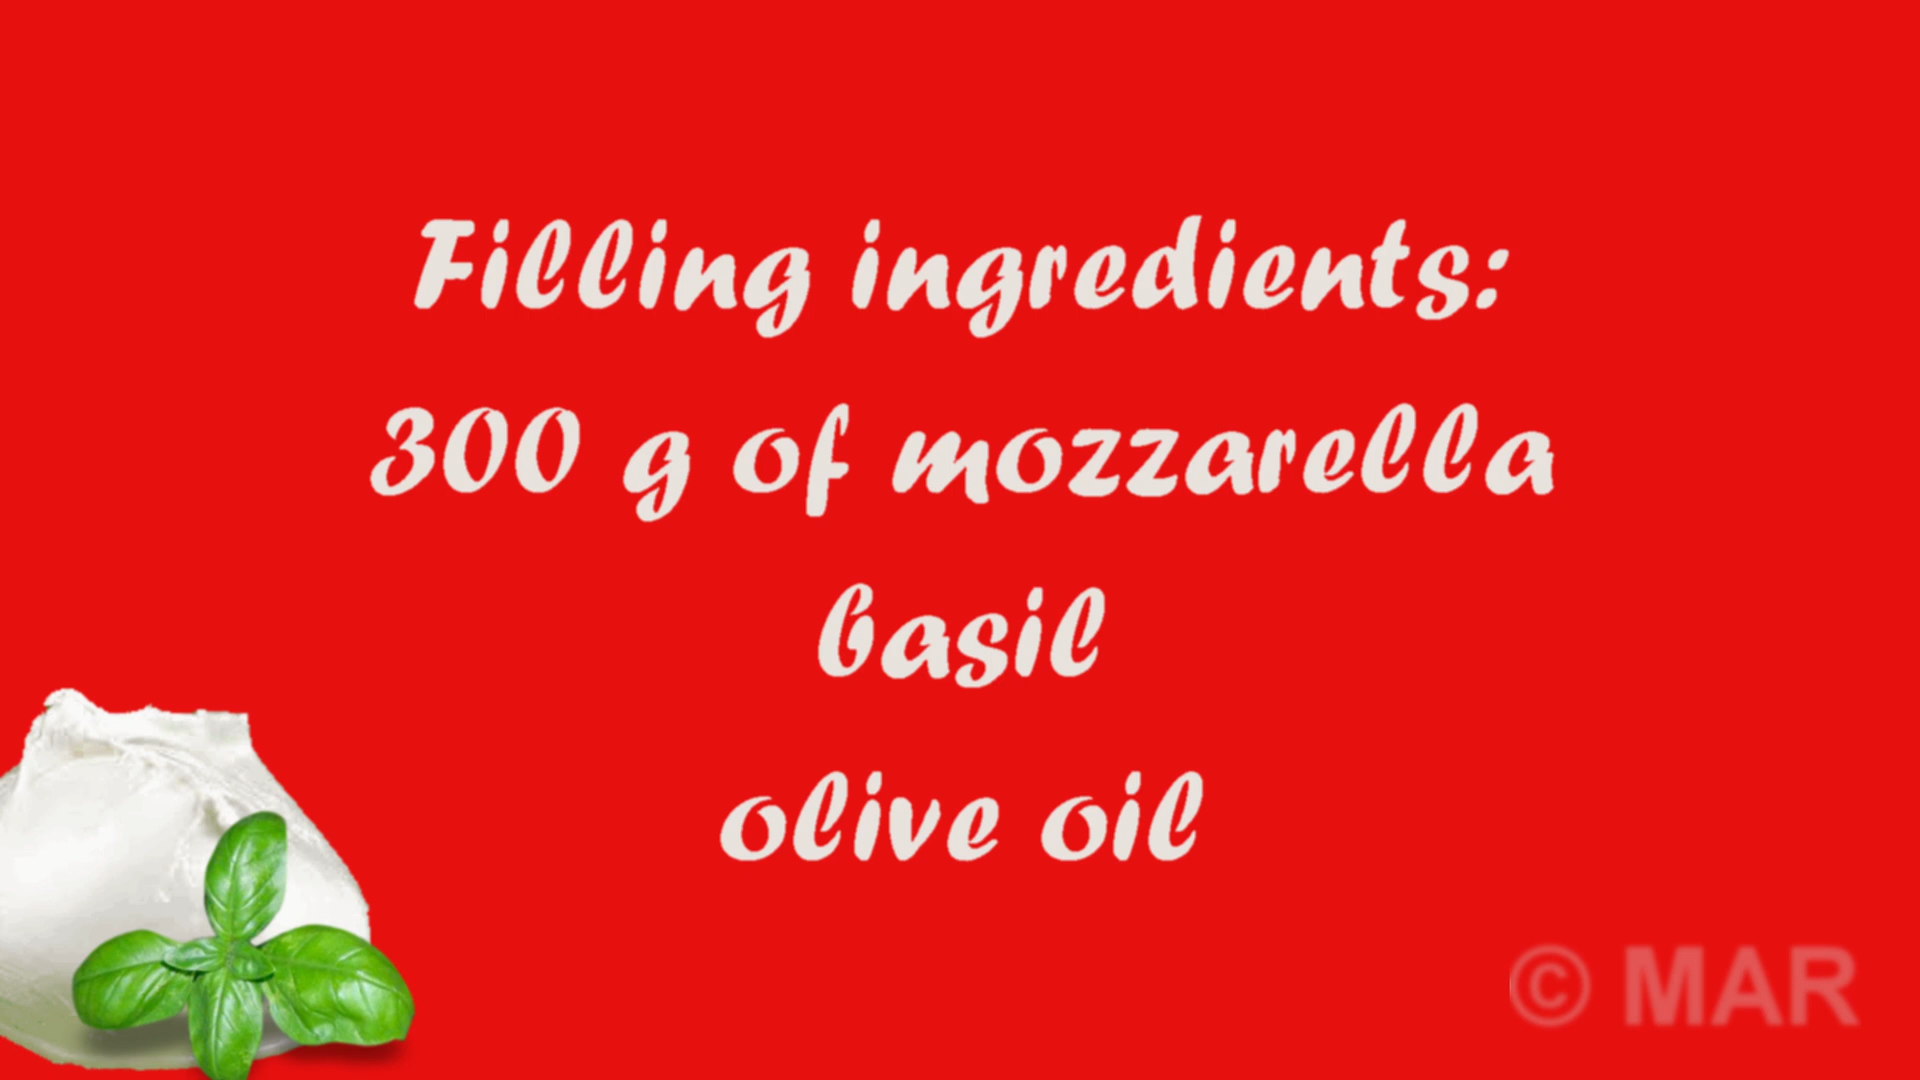 Filling ingredients:
300 g of mozzarella
basil
olive oil
© MAR